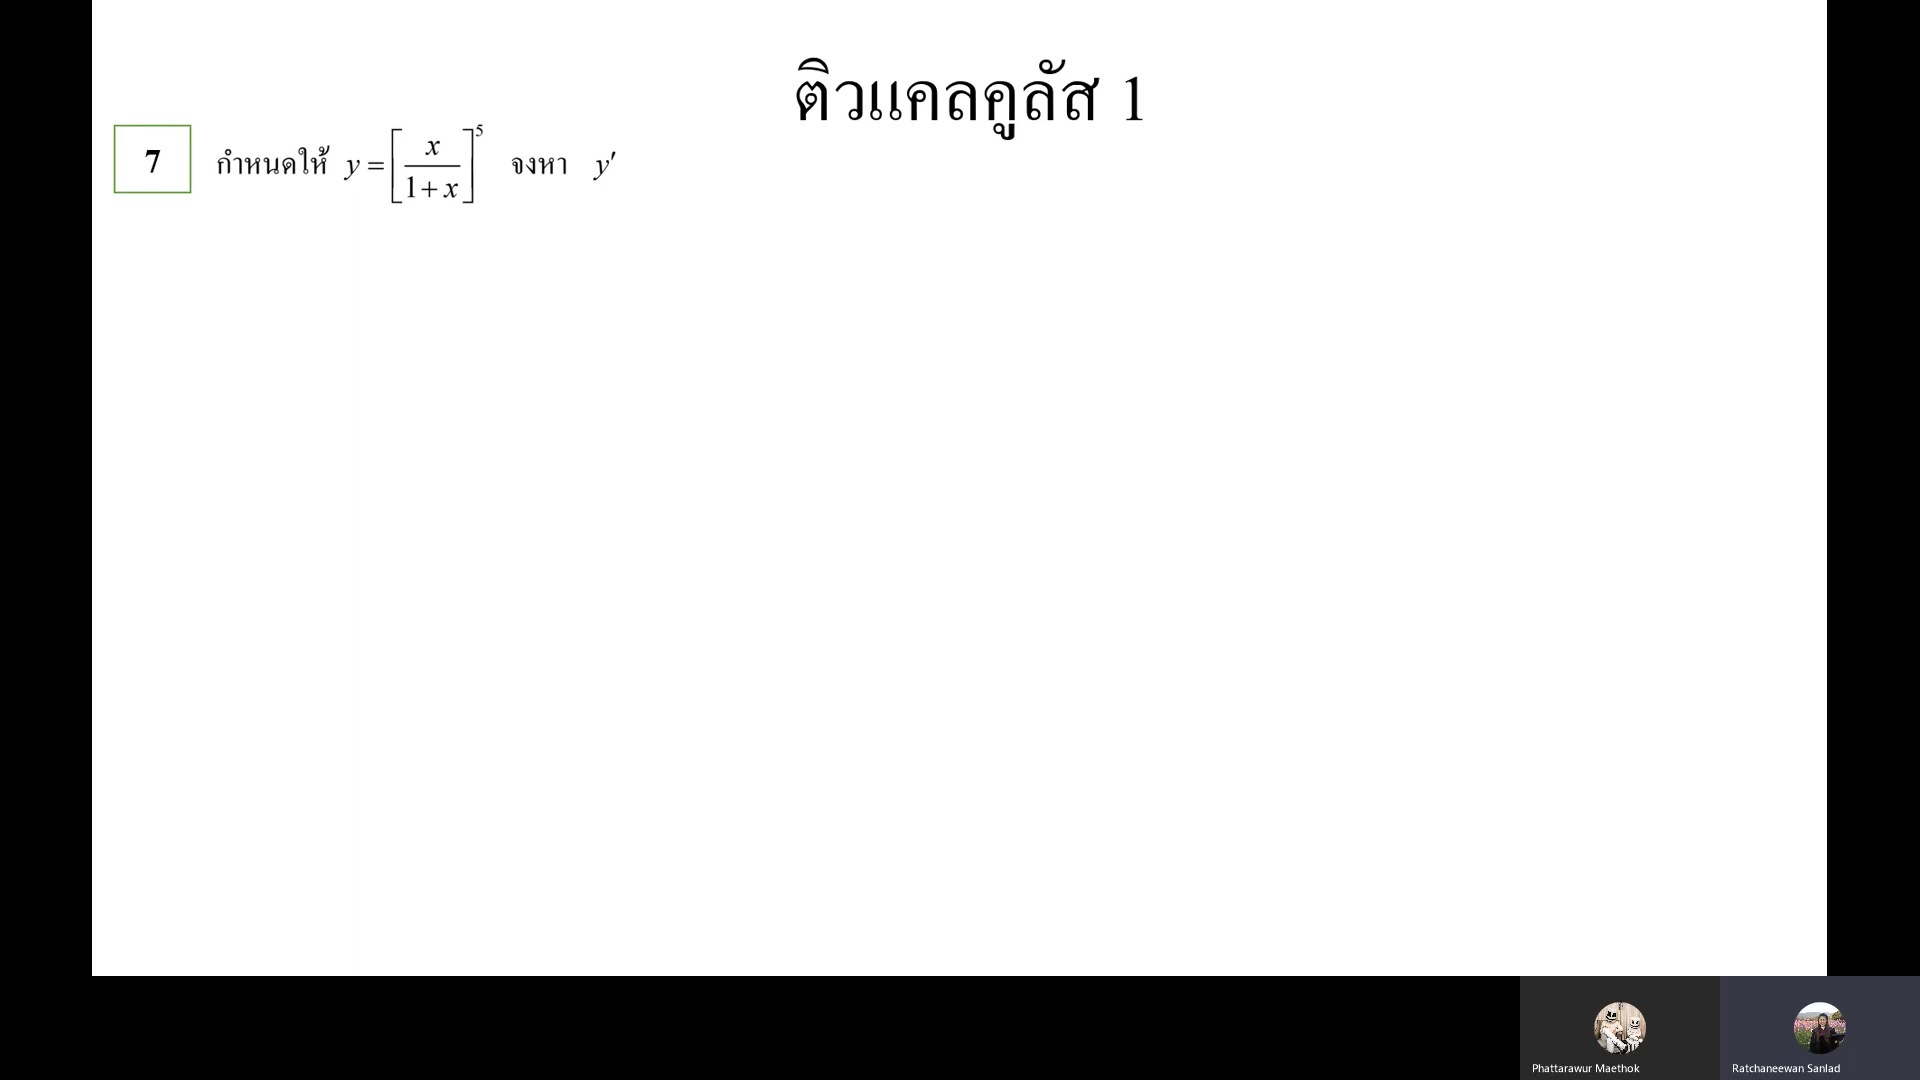 ติวแคลคูลัส 1
7 กำหนดให้ y = [x/(1+x)]^5 จงหา y′
Phattarawur Maethok
Ratchaneewan Sanlad